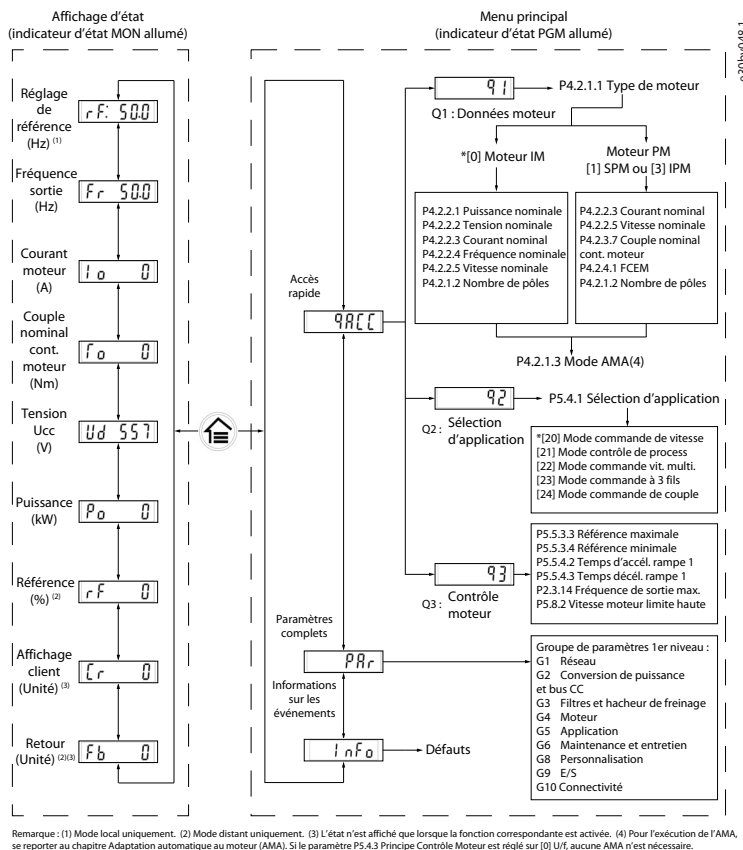 Affichage d'état
(indicateur d'état MON allumé)
Réglage
de
référence
(Hz) (1)
rF: 50.0
Fréquence
sortie
(Hz)
Fr 50.0
Courant
moteur
(A)
Io 0
Couple
nominal
cont.
moteur
(Nm)
To 0
Tension
Ucc
(V)
Ud 557
Puissance
(kW)
Po 0
Référence
(%) (2)
rF 0
Affichage
client
(Unité) (3)
Cr 0
Retour
(Unité) (2)(3)
Fb 0
Menu principal
(indicateur d'état PGM allumé)
Accès
rapide
qACC
Paramètres
complets
PAr
Informations
sur les
événements
InFo
Défauts
q1
Q1 : Données moteur
P4.2.1.1 Type de moteur
*[0] Moteur IM
Moteur PM
[1] SPM ou [3] IPM
P4.2.2.1 Puissance nominale
P4.2.2.2 Tension nominale
P4.2.2.3 Courant nominal
P4.2.2.4 Fréquence nominale
P4.2.2.5 Vitesse nominale
P4.2.1.2 Nombre de pôles
P4.2.2.3 Courant nominal
P4.2.2.5 Vitesse nominale
P4.2.3.7 Couple nominal
cont. moteur
P4.2.4.1 FCEM
P4.2.1.2 Nombre de pôles
P4.2.1.3 Mode AMA(4)
q2
Q2 : Sélection
d'application
P5.4.1 Sélection d'application
*[20] Mode commande de vitesse
[21] Mode contrôle de process
[22] Mode commande vit. multi.
[23] Mode commande à 3 fils
[24] Mode commande de couple
q3
Q3 : Contrôle
moteur
P5.5.3.3 Référence maximale
P5.5.3.4 Référence minimale
P5.5.4.2 Temps d'accél. rampe 1
P5.5.4.3 Temps décél. rampe 1
P2.3.14 Fréquence de sortie max.
P5.8.2 Vitesse moteur limite haute
Groupe de paramètres 1er niveau :
G1 Réseau
G2 Conversion de puissance
et bus CC
G3 Filtres et hacheur de freinage
G4 Moteur
G5 Application
G6 Maintenance et entretien
G8 Personnalisation
G9 E/S
G10 Connectivité
Remarque : (1) Mode local uniquement. (2) Mode distant uniquement. (3) L'état n'est affiché que lorsque la fonction correspondante est activée. (4) Pour l'exécution de l'AMA,
se reporter au chapitre Adaptation automatique au moteur (AMA). Si le paramètre P5.4.3 Principe Contrôle Moteur est réglé sur [0] U/f, aucune AMA n'est nécessaire.